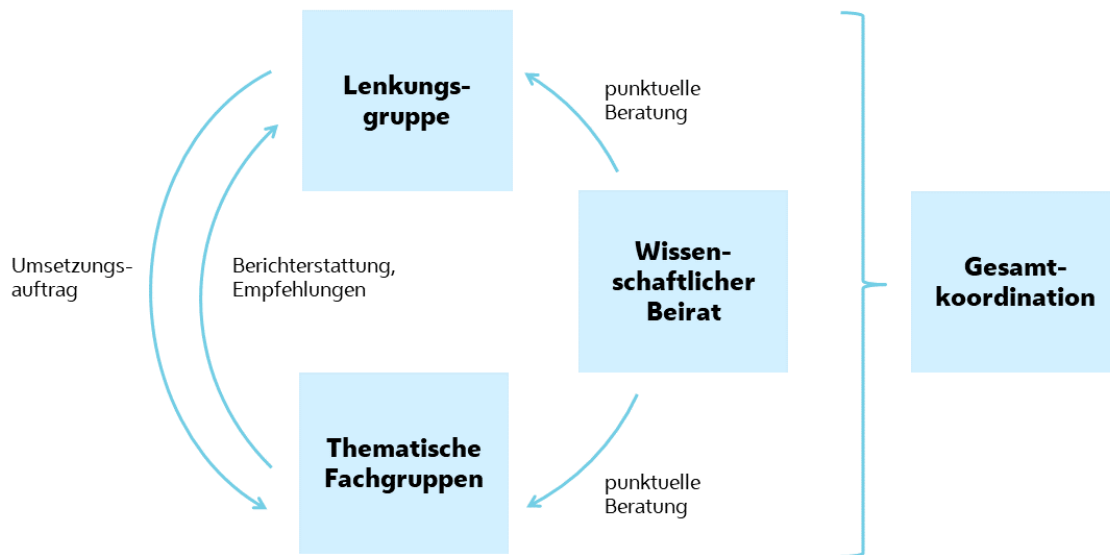 Lenkungs-
gruppe
punktuelle
Beratung
Umsetzungs-
auftrag
Berichterstattung,
Empfehlungen
Wissen-
schaftlicher
Beirat
Gesamt-
koordination
Thematische
Fachgruppen
punktuelle
Beratung